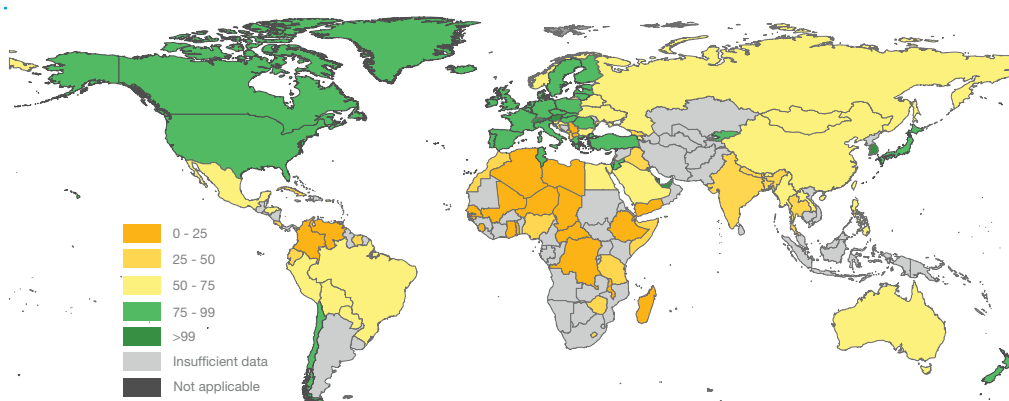 0 - 25
25 - 50
50 - 75
75 - 99
>99
Insufficient data
Not applicable